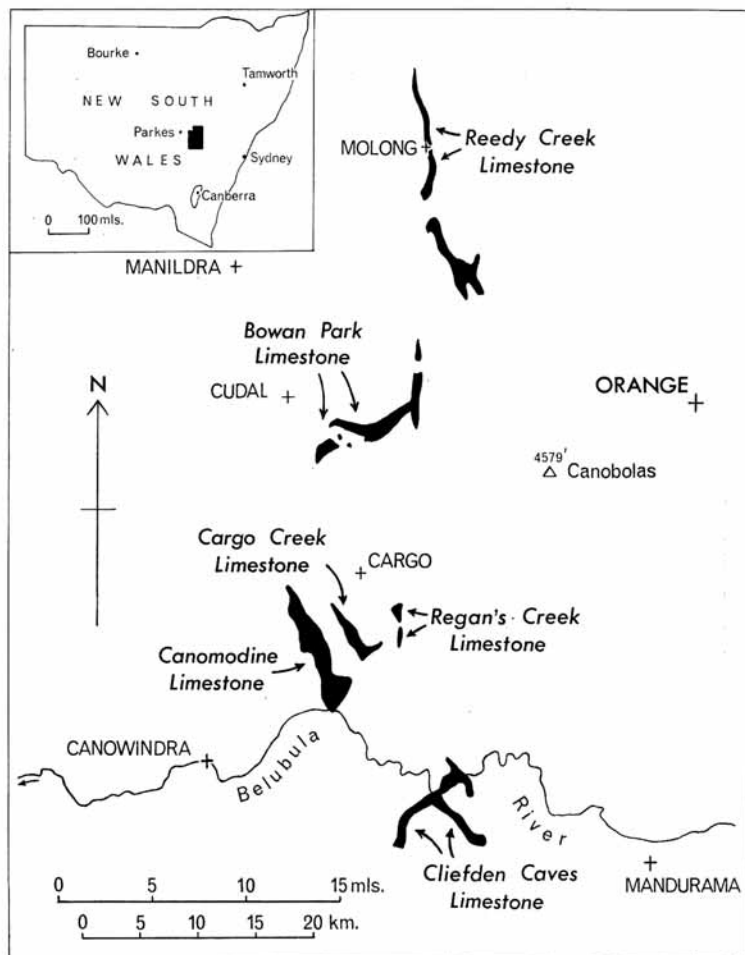 Bourke
Tamworth
NEW SOUTH
Parkes
WALES
Sydney
Canberra
0 100 mls.
MANILDRA
MOLONG
Reedy Creek
Limestone
Bowan Park
Limestone
N
CUDAL
ORANGE
4579'
Canobolas
Cargo Creek
Limestone
CARGO
Regan's Creek
Limestone
Canomodine
Limestone
CANOWINDRA
Belubula
River
Cliefden Caves
Limestone
MANDURAMA
0 5 10 15 mls.
0 5 10 15 20 km.